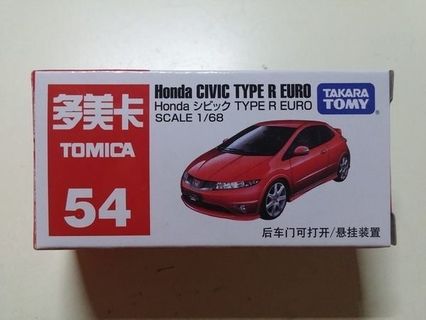 多美卡
TOMICA
54
Honda CIVIC TYPE R EURO
Honda シビック TYPE R EURO
SCALE 1/68
TAKARA
TOMY
后车门可打开/悬挂装置